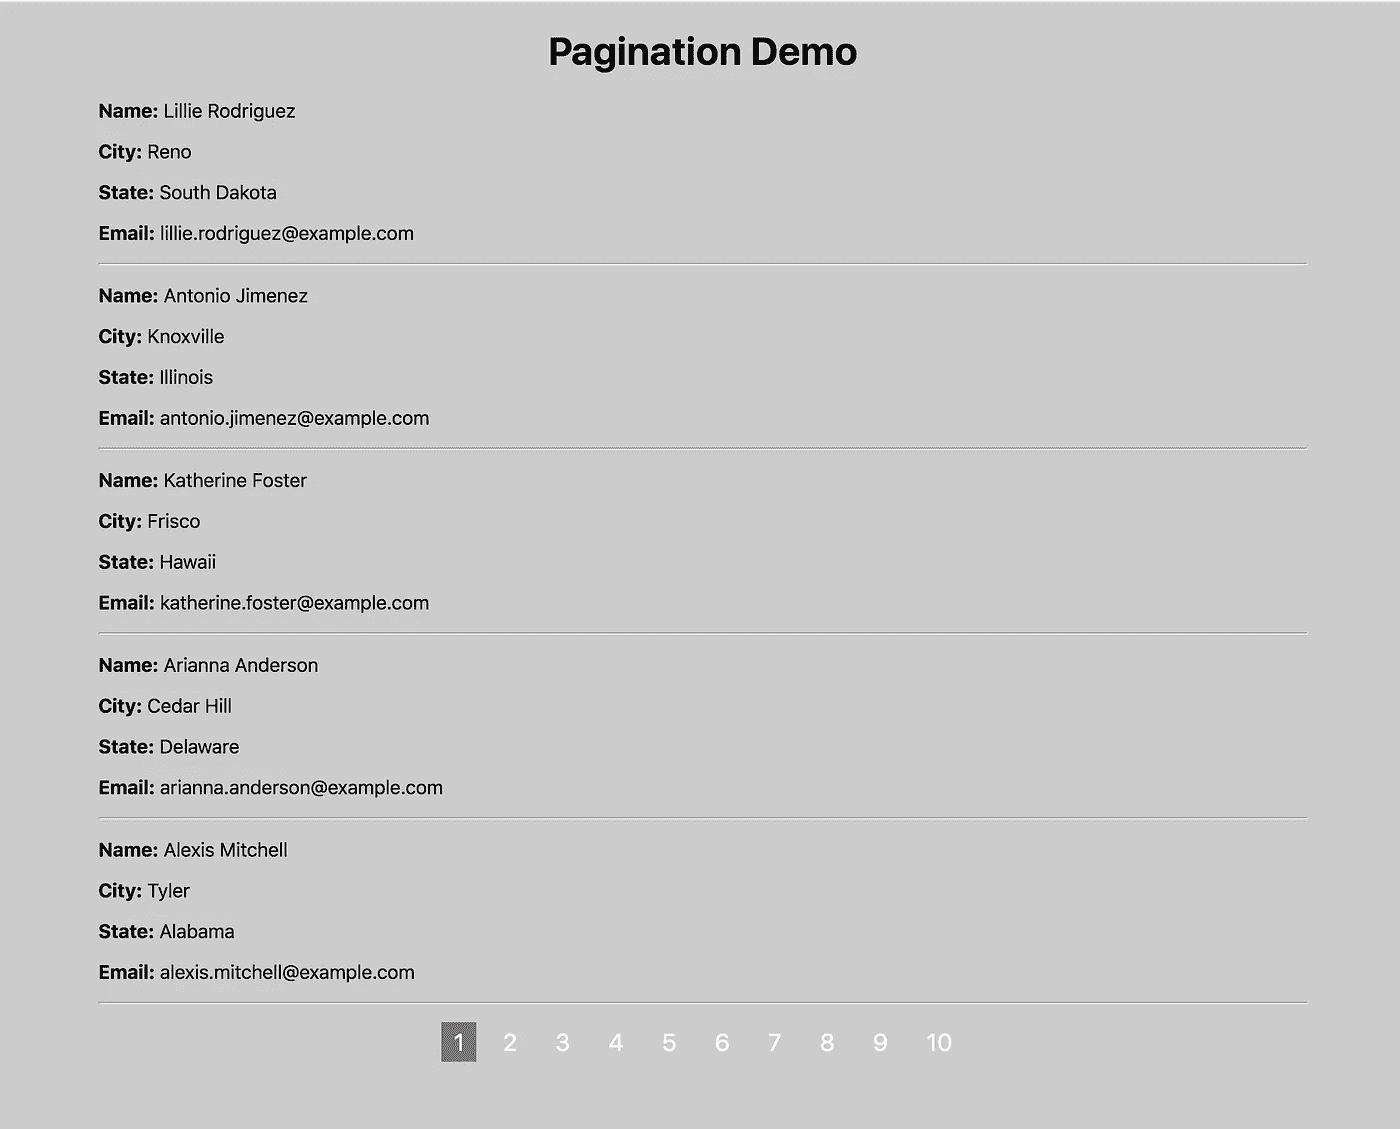 Pagination Demo
Name: Lillie Rodriguez
City: Reno
State: South Dakota
Email: lillie.rodriguez@example.com
Name: Antonio Jimenez
City: Knoxville
State: Illinois
Email: antonio.jimenez@example.com
Name: Katherine Foster
City: Frisco
State: Hawaii
Email: katherine.foster@example.com
Name: Arianna Anderson
City: Cedar Hill
State: Delaware
Email: arianna.anderson@example.com
Name: Alexis Mitchell
City: Tyler
State: Alabama
Email: alexis.mitchell@example.com
1 2 3 4 5 6 7 8 9 10